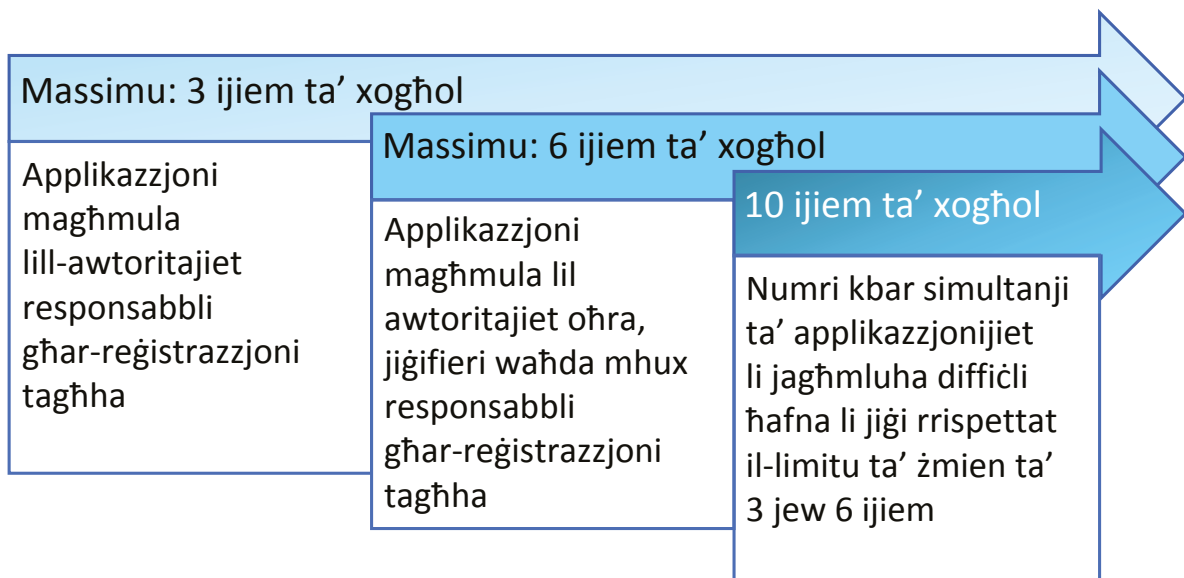 Massimu: 3 ijiem ta’ xogħol
Applikazzjoni
magħmula
lill-awtoritajiet
responsabbli
għar-reġistrazzjoni
tagħha
Massimu: 6 ijiem ta’ xogħol
Applikazzjoni
magħmula lil
awtoritajiet oħra,
jiġifieri waħda mhux
responsabbli
għar-reġistrazzjoni
tagħha
10 ijiem ta’ xogħol
Numri kbar simultanji
ta’ applikazzjonijiet
li jagħmluha diffiċli
ħafna li jiġi rrispettat
il-limitu ta’ żmien ta’
3 jew 6 ijiem